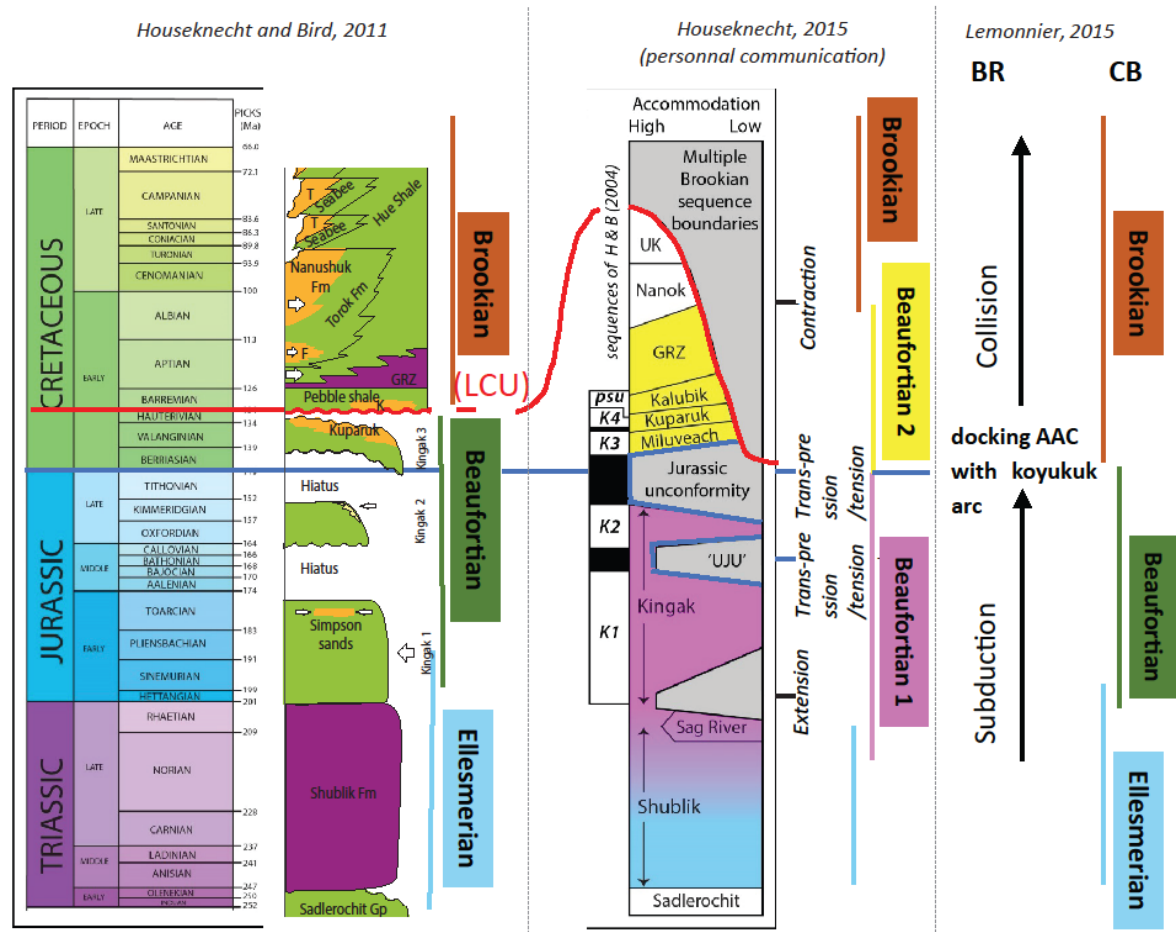 Houseknecht and Bird, 2011
Houseknecht, 2015
(personnal communication)
Lemonnier, 2015
BR
CB
PERIOD
EPOCH
AGE
PICKS
(Ma)
CRETACEOUS
JURASSIC
TRIASSIC
LATE
EARLY
LATE
MIDDLE
EARLY
LATE
MIDDLE
EARLY
MAASTRICHTIAN
CAMPANIAN
SANTONIAN
CONIACIAN
TURONIAN
CENOMANIAN
ALBIAN
APTIAN
BARREMIAN
HAUTERIVIAN
VALANGINIAN
BERRIASIAN
TITHONIAN
KIMMERIDGIAN
OXFORDIAN
CALLOVIAN
BATHONIAN
BAJOCIAN
AALENIAN
TOARCIAN
PLIENSBACHIAN
SINEMURIAN
HETTANGIAN
RHAETIAN
NORIAN
CARNIAN
LADINIAN
ANISIAN
OLENEKIAN
66.0
72.1
83.6
86.3
89.8
93.9
100
113
126
134
139
152
157
164
166
168
170
174
183
191
199
201
209
228
237
241
247
250
252
T
Seabee
T
Seabee
Hue Shale
Nanushuk
Fm
Torok Fm
F
GRZ
Pebble shale
K
Kuparuk
Kingak 3
Hiatus
Kingak 2
Hiatus
Simpson
sands
Kingak 1
Shublik Fm
Sadlerochit Gp
Brookian
(LCU)
Beaufortian
Ellesmerian
Accommodation
High
Low
Multiple
Brookian
sequence
boundaries
sequences of H & B (2004)
UK
Nanok
GRZ
psu
Kalubik
K4
Kuparuk
K3
Miluveach
Jurassic
unconformity
K2
'UJU'
Kingak
K1
Sag River
Shublik
Sadlerochit
Contraction
Trans-pre
ssion
/tension
Trans-pre
ssion
/tension
Extension
Brookian
Beaufortian 2
Beaufortian 1
Collision
docking AAC
with koyukuk
arc
Subduction
Brookian
Beaufortian
Ellesmerian